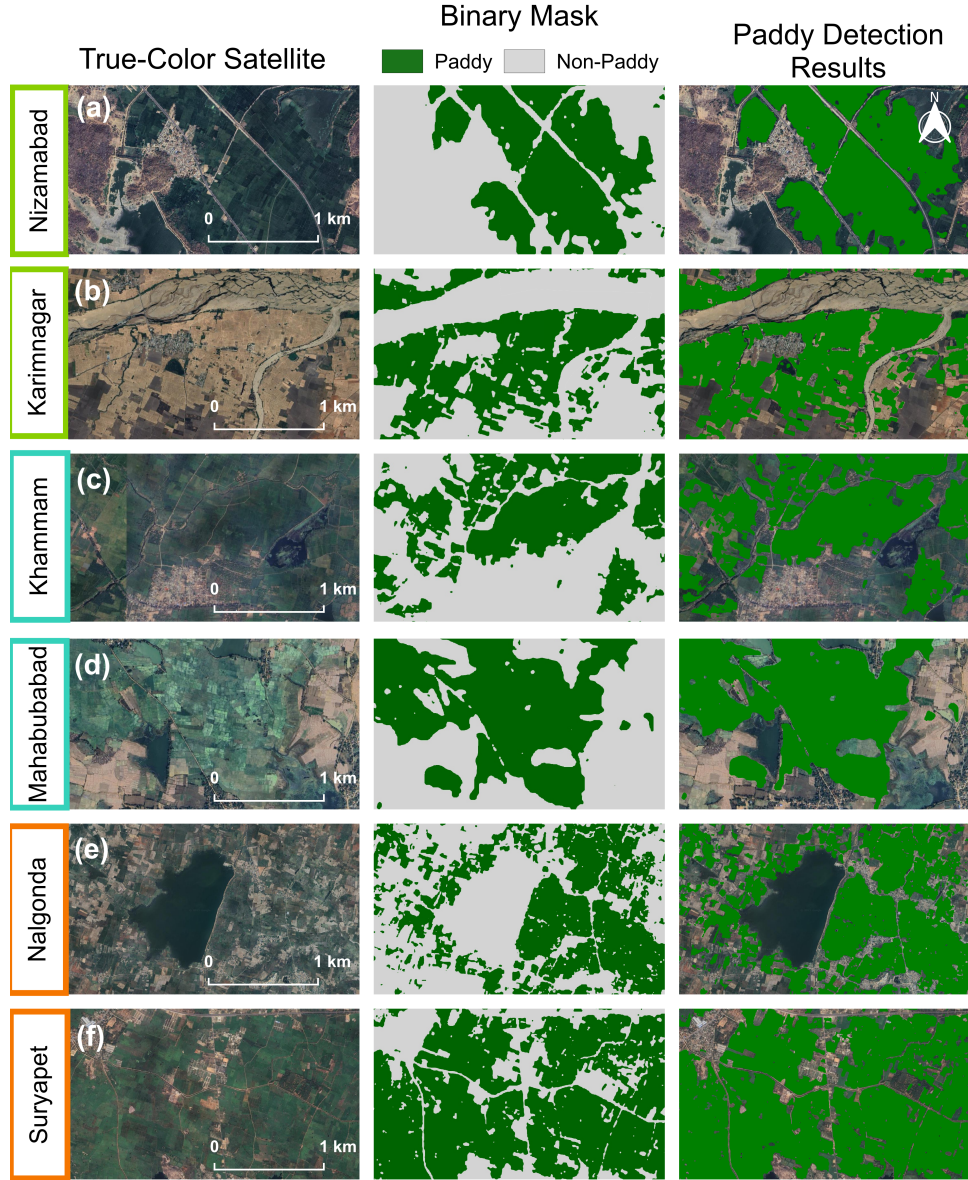 Binary Mask
True-Color Satellite
Paddy Non-Paddy
Paddy Detection
Results
Nizamabad
(a)
0 1 km
N
Karimnagar
(b)
0 1 km
Khammam
(c)
0 1 km
Mahabubabad
(d)
0 1 km
Nalgonda
(e)
0 1 km
Suryapet
(f)
0 1 km